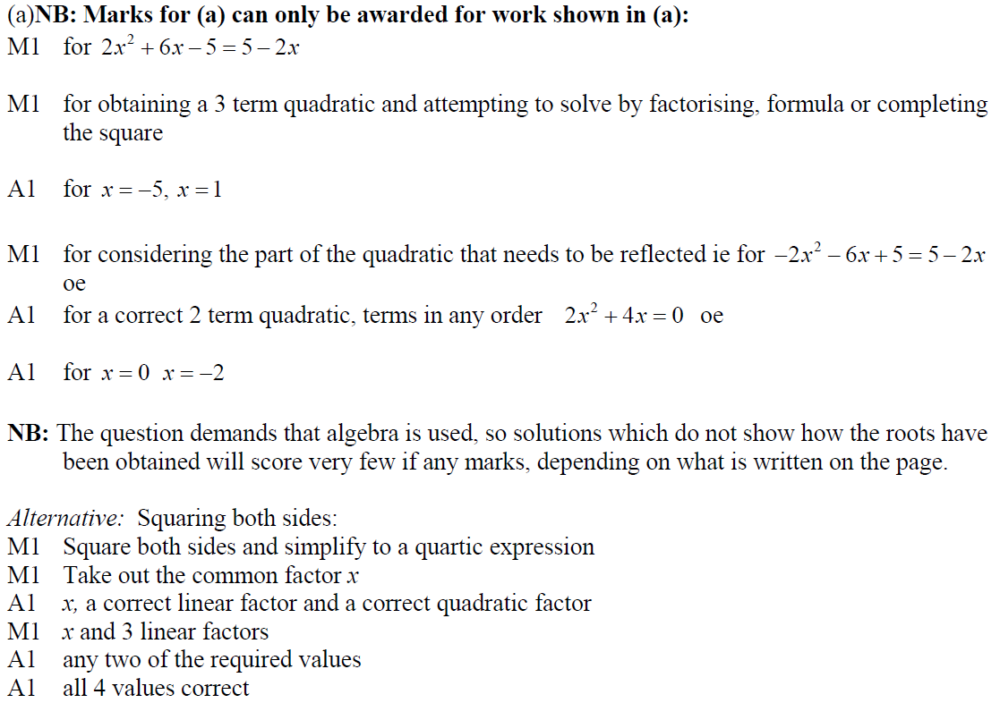 (a)NB: Marks for (a) can only be awarded for work shown in (a):
M1 for 2x² + 6x − 5 = 5 − 2x
M1 for obtaining a 3 term quadratic and attempting to solve by factorising, formula or completing
the square
A1 for x = −5, x = 1
M1 for considering the part of the quadratic that needs to be reflected ie for −2x² − 6x + 5 = 5 − 2x
oe
A1 for a correct 2 term quadratic, terms in any order 2x² + 4x = 0 oe
A1 for x = 0 x = −2
NB: The question demands that algebra is used, so solutions which do not show how the roots have
been obtained will score very few if any marks, depending on what is written on the page.
Alternative: Squaring both sides:
M1 Square both sides and simplify to a quartic expression
M1 Take out the common factor x
A1 x, a correct linear factor and a correct quadratic factor
M1 x and 3 linear factors
A1 any two of the required values
A1 all 4 values correct